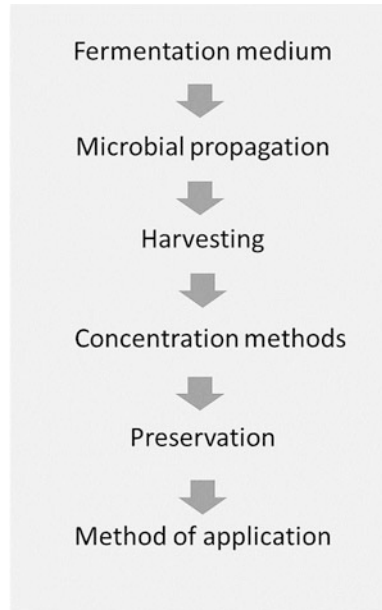 Fermentation medium
Microbial propagation
Harvesting
Concentration methods
Preservation
Method of application